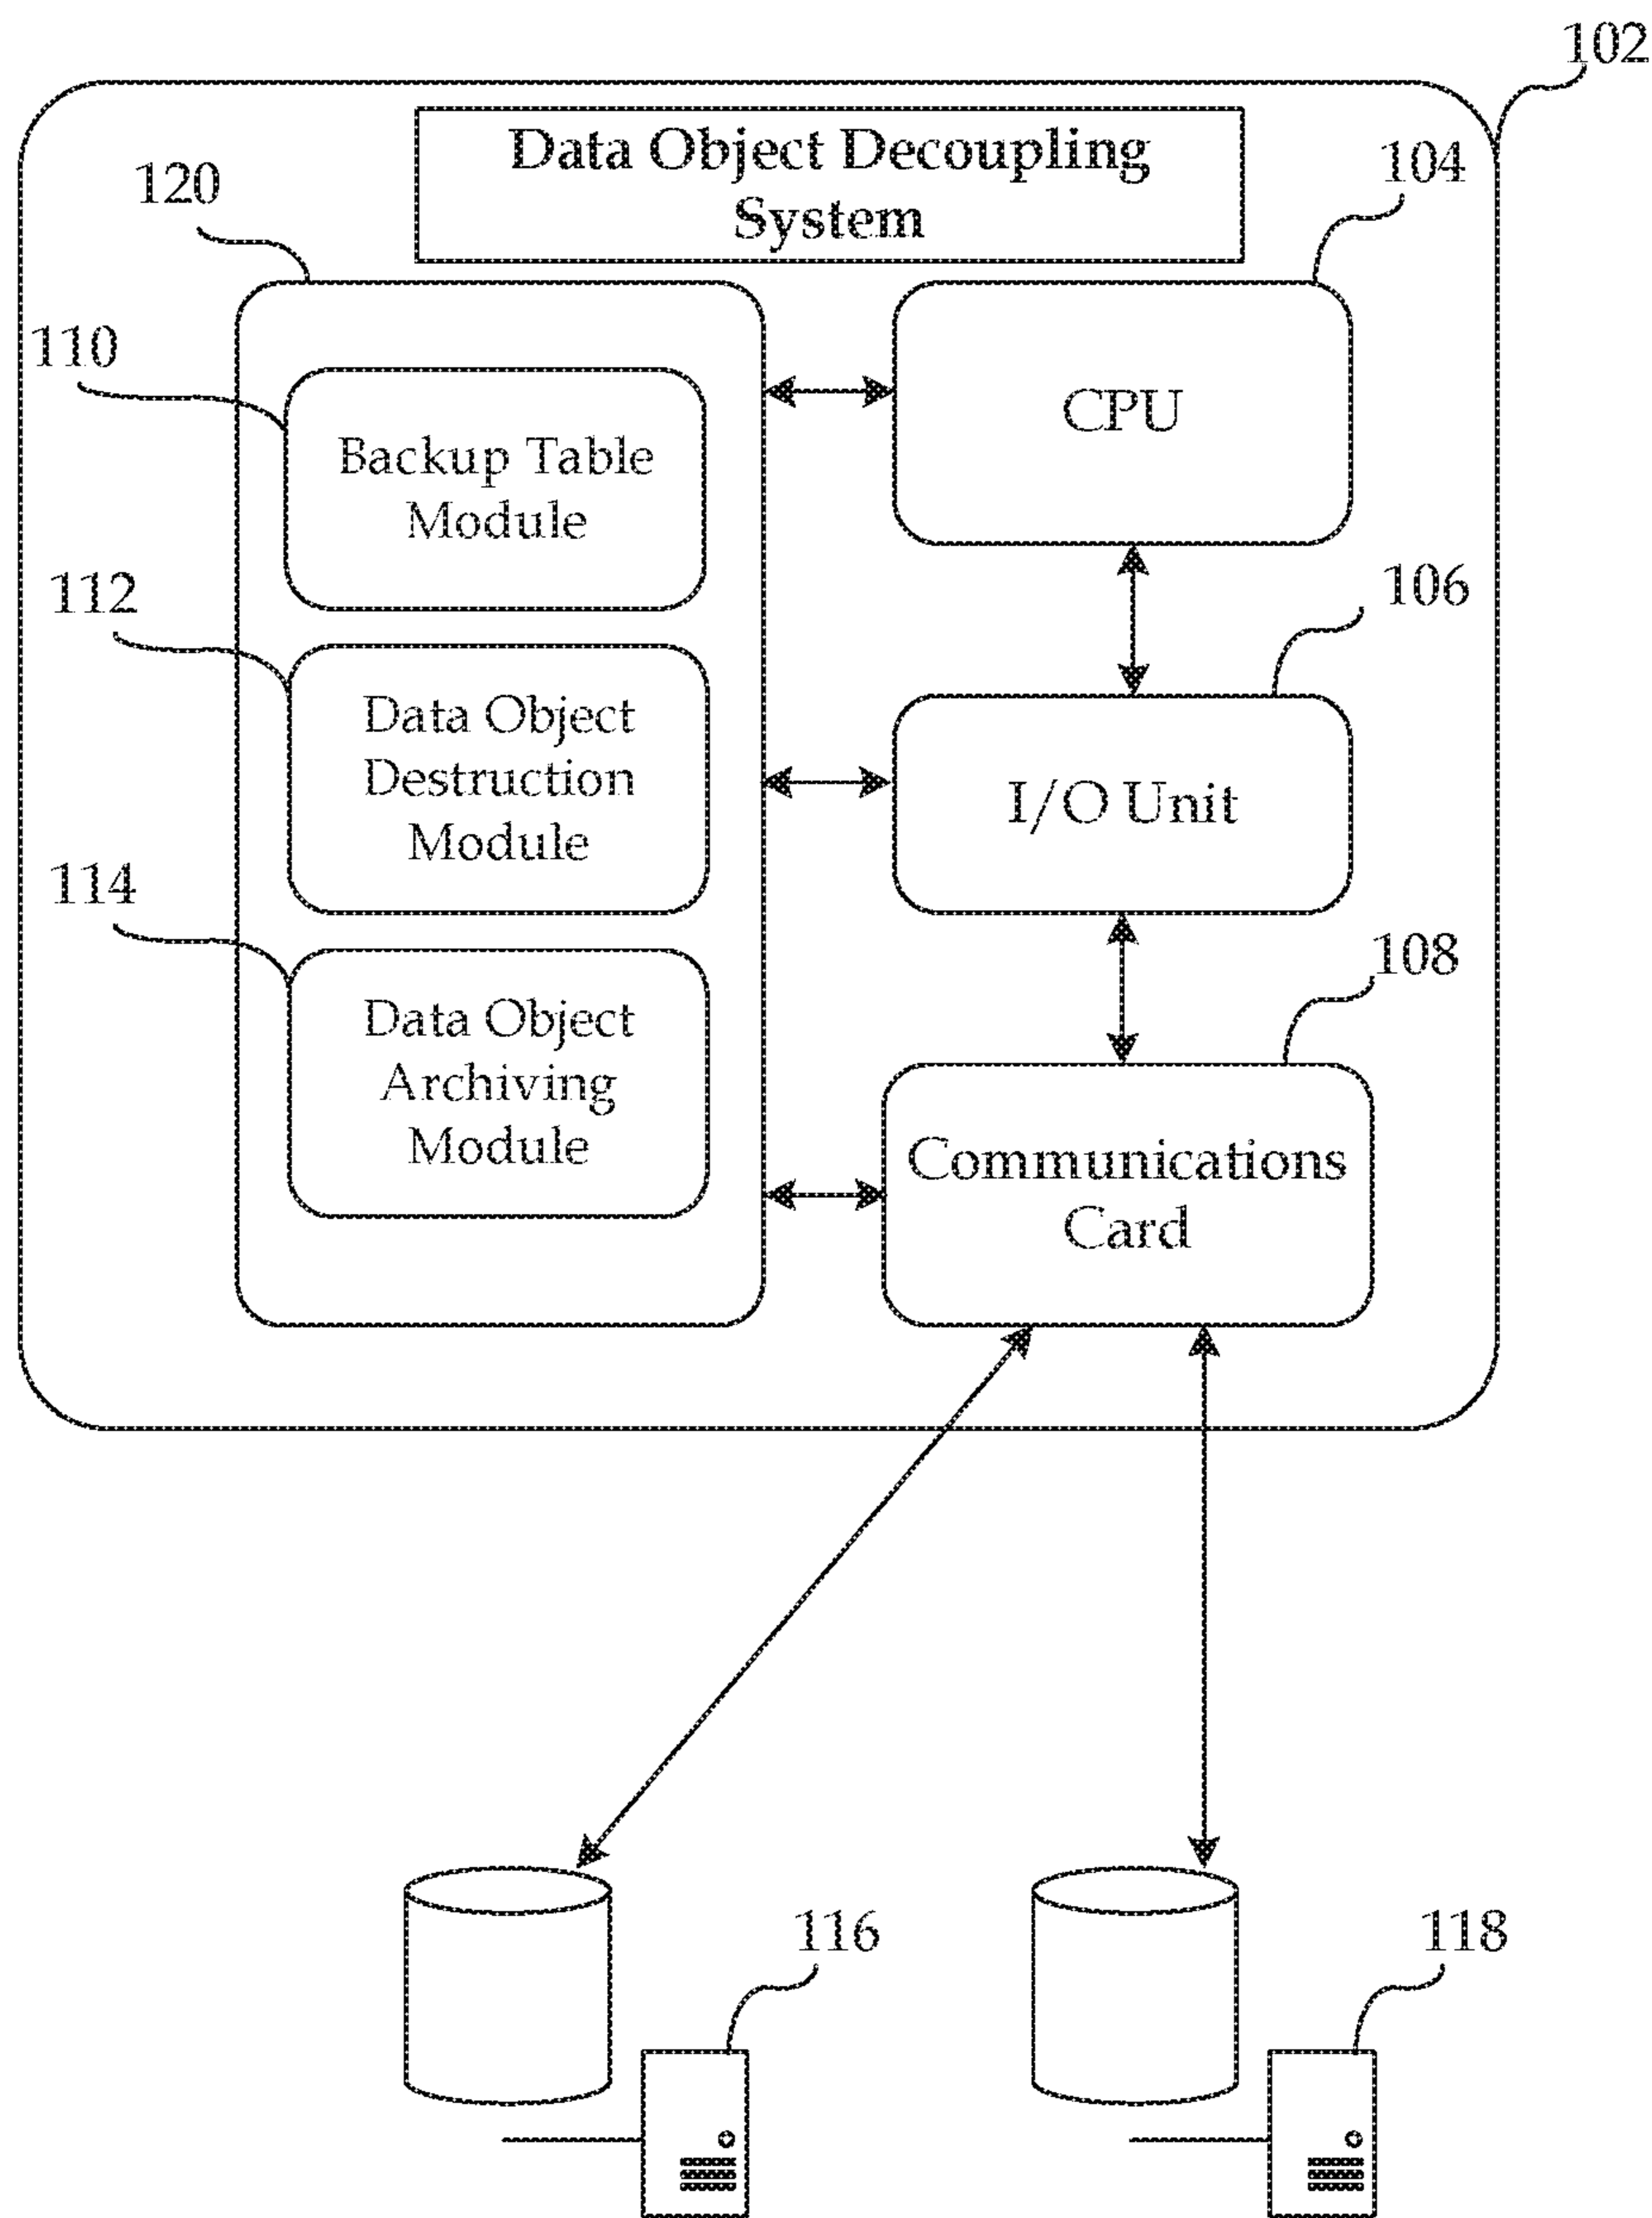 102
Data Object Decoupling
System
104
120
110
Backup Table
Module
CPU
112
106
Data Object
Destruction
Module
I/O Unit
114
108
Data Object
Archiving
Module
Communications
Card
116
118